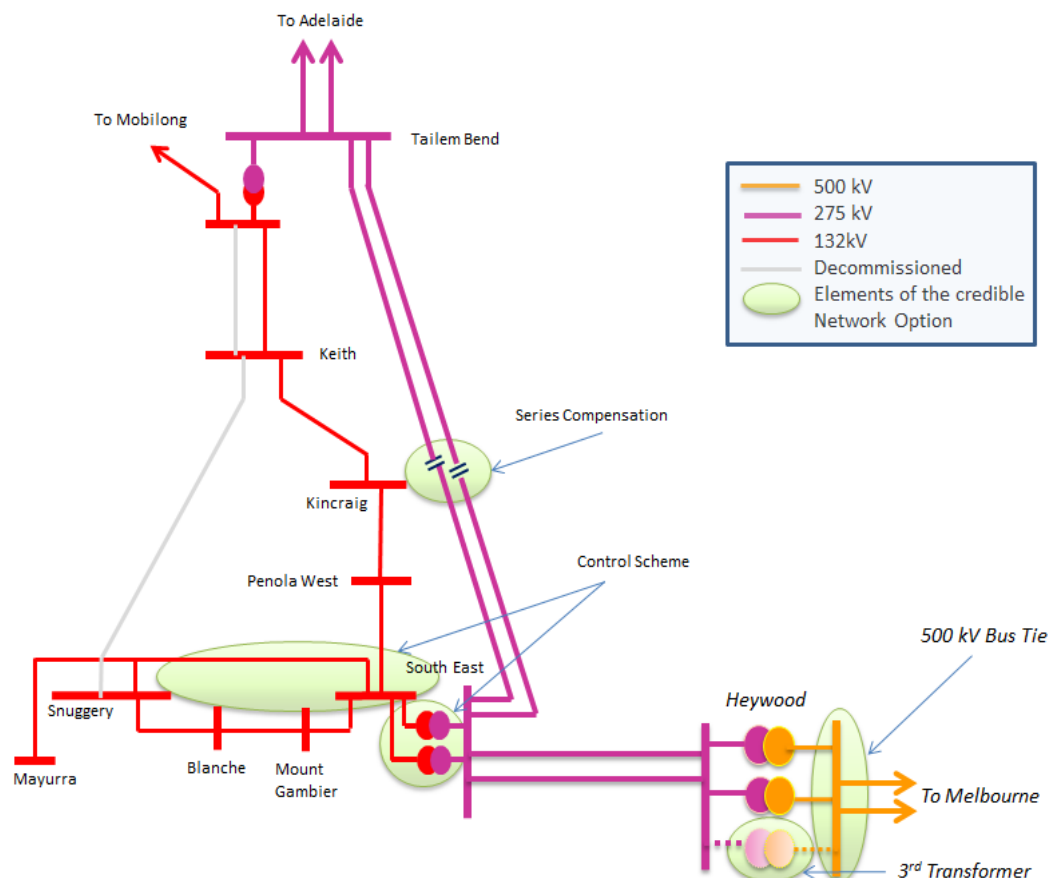 To Adelaide
To Mobilong
Tailem Bend
500 kV
275 kV
132kV
Decommissioned
Elements of the credible
Network Option
Keith
Series Compensation
Kincraig
Control Scheme
Penola West
500 kV Bus Tie
South East
Heywood
Snuggery
Mayurra
Blanche
Mount
Gambier
To Melbourne
3rd Transformer